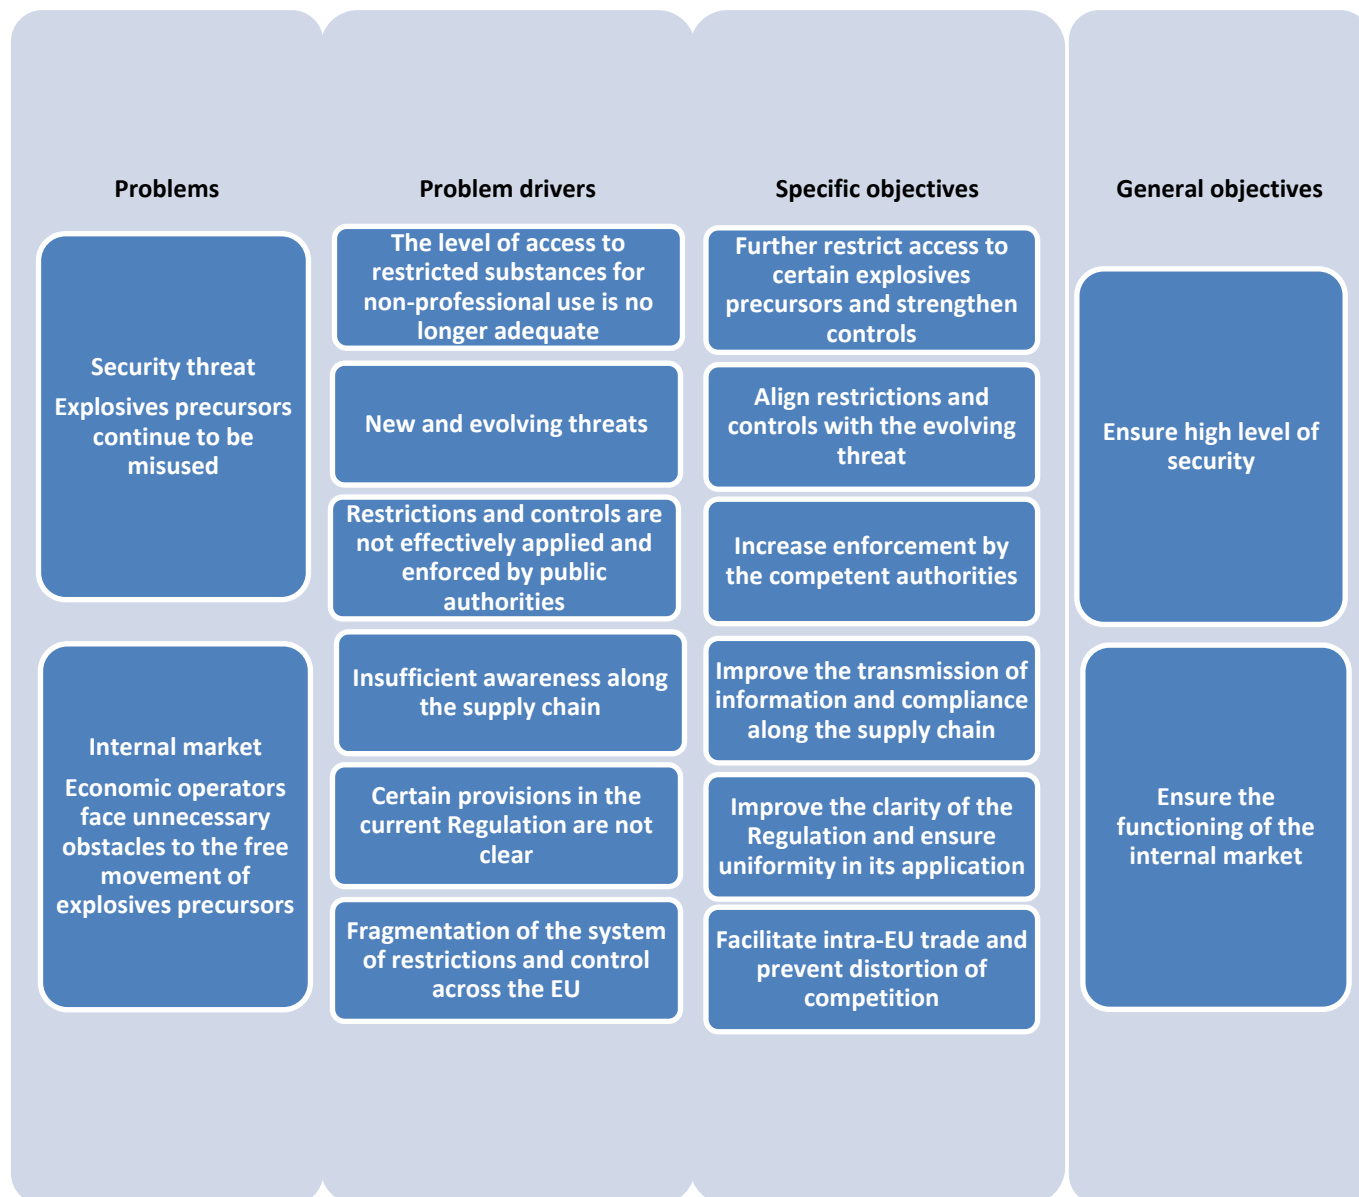 Problems
Security threat
Explosives precursors
continue to be
misused
Internal market
Economic operators
face unnecessary
obstacles to the free
movement of
explosives precursors
Problem drivers
The level of access to
restricted substances for
non-professional use is no
longer adequate
New and evolving threats
Restrictions and controls are
not effectively applied and
enforced by public
authorities
Insufficient awareness along
the supply chain
Certain provisions in the
current Regulation are not
clear
Fragmentation of the system
of restrictions and control
across the EU
Specific objectives
Further restrict access to
certain explosives
precursors and strengthen
controls
Align restrictions and
controls with the evolving
threat
Increase enforcement by
the competent authorities
Improve the transmission of
information and compliance
along the supply chain
Improve the clarity of the
Regulation and ensure
uniformity in its application
Facilitate intra-EU trade and
prevent distortion of
competition
General objectives
Ensure high level of
security
Ensure the
functioning of the
internal market